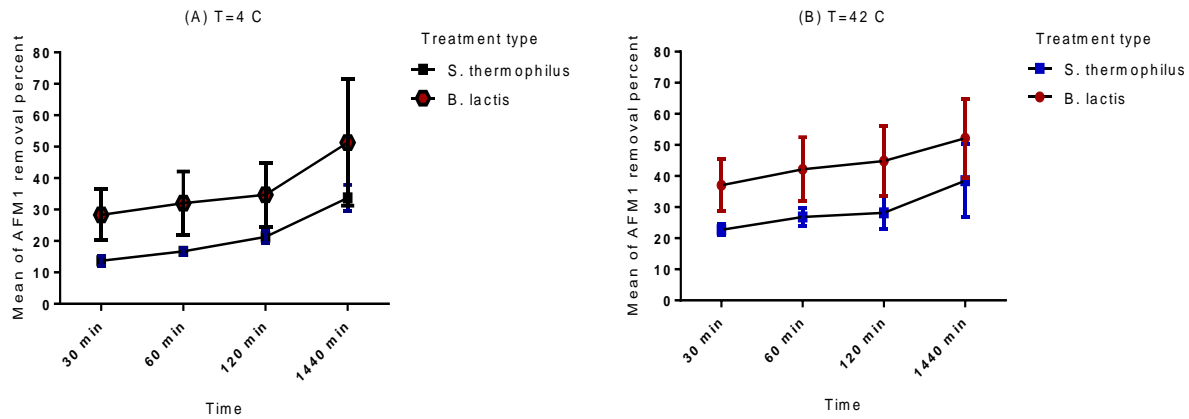 (A) T=4 C
Mean of AFM1 removal percent
80
70
60
50
40
30
20
10
0
30 min
60 min
120 min
1440 min
Time
Treatment type
S. thermophilus
B. lactis
(B) T=42 C
Mean of AFM1 removal percent
80
70
60
50
40
30
20
10
0
30 min
60 min
120 min
1440 min
Time
Treatment type
S. thermophilus
B. lactis